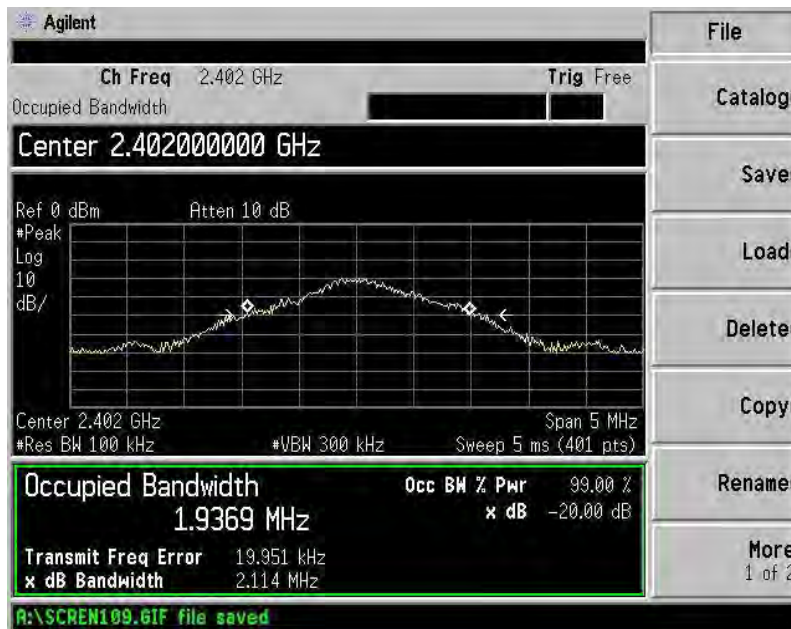 Agilent
File
Ch Freq 2.402 GHz Trig Free
Occupied Bandwidth
Catalog
Center 2.402000000 GHz
Save
Ref 0 dBm Atten 10 dB
#Peak
Log
10
dB/
Load
Delete
Copy
Center 2.402 GHz Span 5 MHz
#Res BW 100 kHz #VBW 300 kHz Sweep 5 ms (401 pts)
Occupied Bandwidth
1.9369 MHz
Occ BW % Pwr 99.00 %
x dB -20.00 dB
Rename
Transmit Freq Error 19.951 kHz
x dB Bandwidth 2.114 MHz
More
1 of 2
A:\SCREN109.GIF file saved